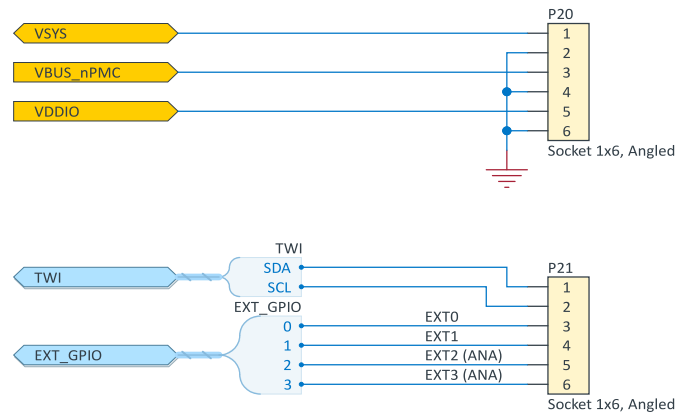 P20
VSYS
1
2
VBUS_nPMC
3
4
VDDIO
5
6
Socket 1x6, Angled
TWI
SDA
P21
TWI
SCL
1
2
EXT_GPIO
0
EXT0
3
1
EXT1
4
EXT_GPIO
2
EXT2 (ANA)
5
3
EXT3 (ANA)
6
Socket 1x6, Angled